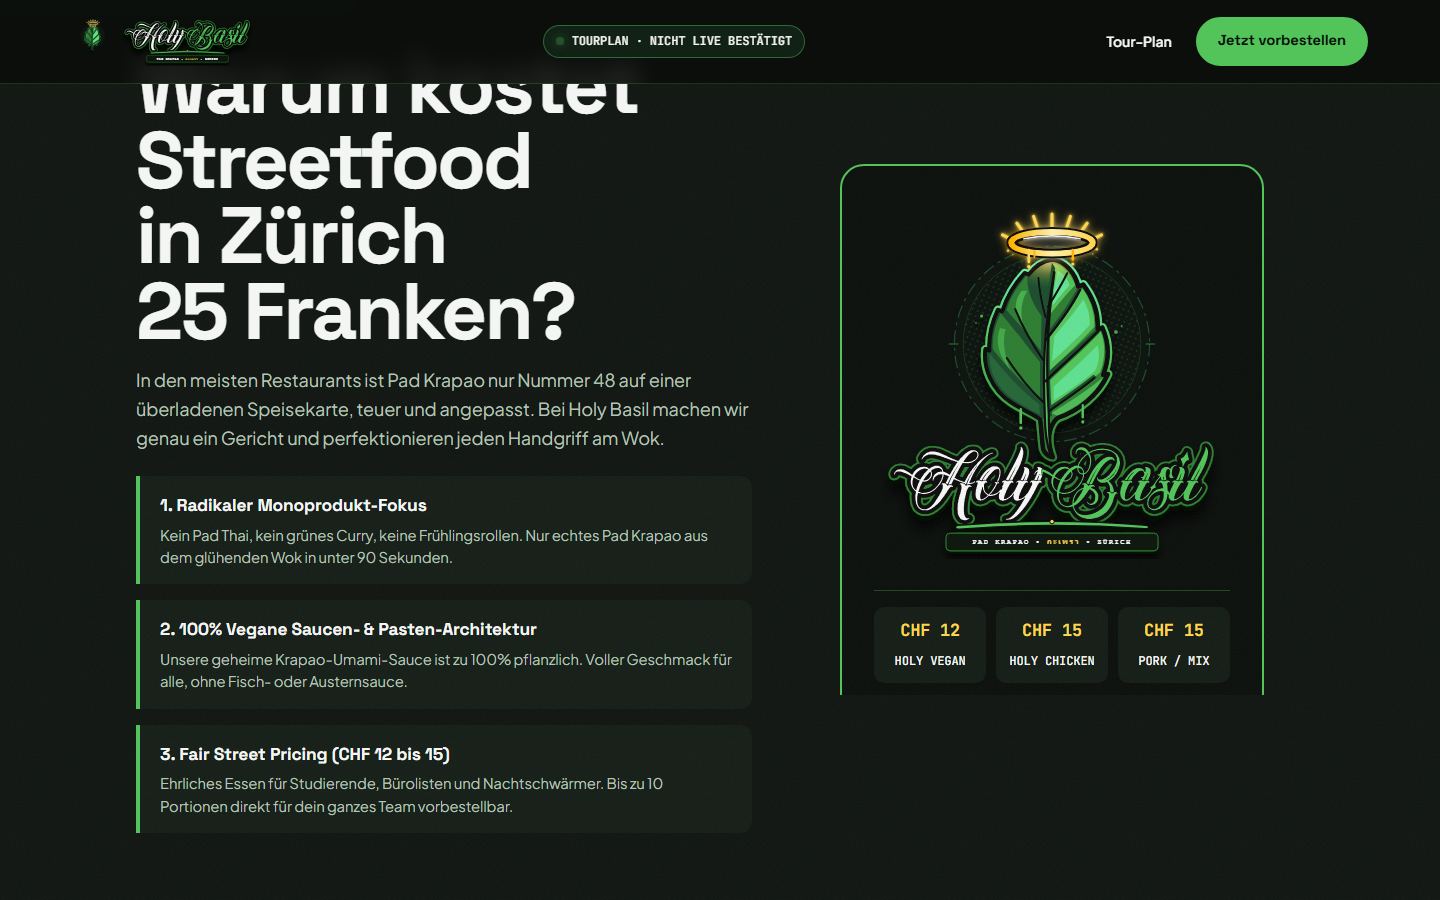 Holy Basil
TOURPLAN · NICHT LIVE BESTÄTIGT
Tour-Plan
Jetzt vorbestellen
Warum kostet
Streetfood
in Zürich
25 Franken?
In den meisten Restaurants ist Pad Krapao nur Nummer 48 auf einer
überladenen Speisekarte, teuer und angepasst. Bei Holy Basil machen wir
genau ein Gericht und perfektionieren jeden Handgriff am Wok.
1. Radikaler Monoprodukt-Fokus
Kein Pad Thai, kein grünes Curry, keine Frühlingsrollen. Nur echtes Pad Krapao aus
dem glühenden Wok in unter 90 Sekunden.
2. 100% Vegane Saucen- & Pasten-Architektur
Unsere geheime Krapao-Umami-Sauce ist zu 100% pflanzlich. Voller Geschmack für
alle, ohne Fisch- oder Austernsauce.
3. Fair Street Pricing (CHF 12 bis 15)
Ehrliches Essen für Studierende, Bürolisten und Nachtschwärmer. Bis zu 10
Portionen direkt für dein ganzes Team vorbestellbar.
Holy Basil
PAD KRAPAO • • ZÜRICH
CHF 12
HOLY VEGAN
CHF 15
HOLY CHICKEN
CHF 15
PORK / MIX